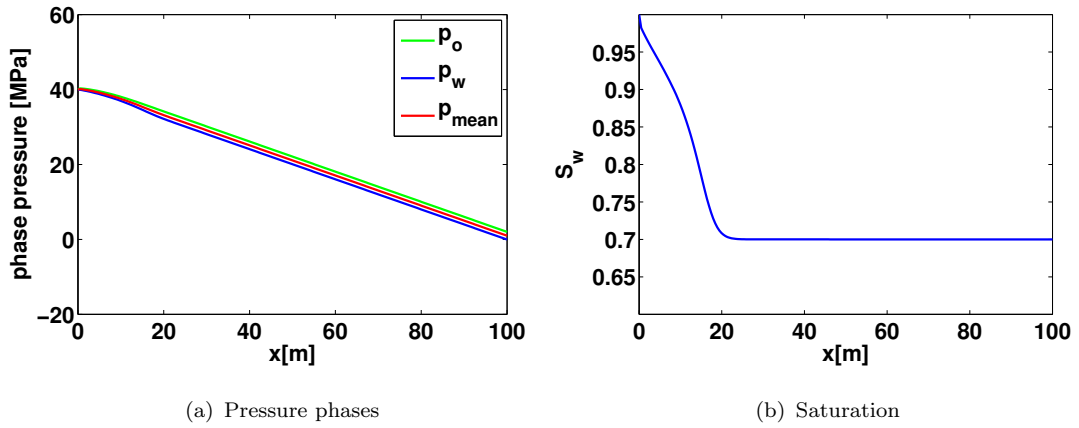 60
40
20
0
−20
phase pressure [MPa]
p_o
p_w
p_mean
0 20 40 60 80 100
x[m]
(a) Pressure phases
0.95
0.9
0.85
0.8
0.75
0.7
0.65
S_w
0 20 40 60 80 100
x[m]
(b) Saturation